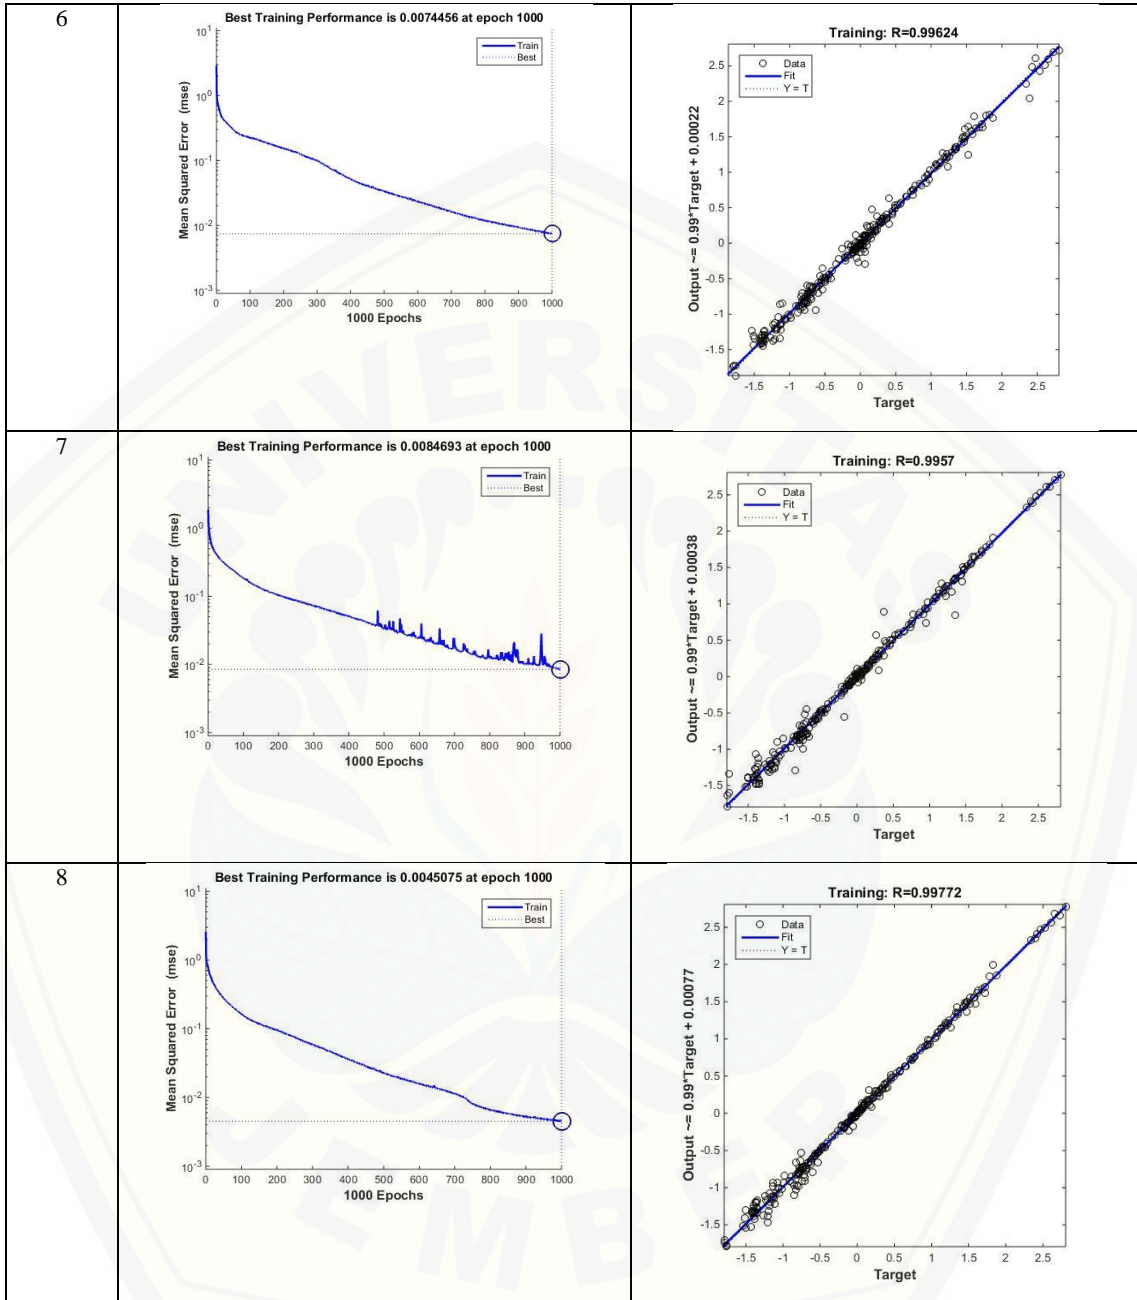 6
Best Training Performance is 0.0074456 at epoch 1000
Mean Squared Error (mse)
10^1
10^0
10^-1
10^-2
10^-3
Train
Best
0 100 200 300 400 500 600 700 800 900 1000
1000 Epochs
Training: R=0.99624
Output ~= 0.99*Target + 0.00022
2.5
2
1.5
1
0.5
0
-0.5
-1
-1.5
Data
Fit
Y = T
-1.5 -1 -0.5 0 0.5 1 1.5 2 2.5
Target
7
Best Training Performance is 0.0084693 at epoch 1000
Mean Squared Error (mse)
10^1
10^0
10^-1
10^-2
10^-3
Train
Best
0 100 200 300 400 500 600 700 800 900 1000
1000 Epochs
Training: R=0.9957
Output ~= 0.99*Target + 0.00038
2.5
2
1.5
1
0.5
0
-0.5
-1
-1.5
Data
Fit
Y = T
-1.5 -1 -0.5 0 0.5 1 1.5 2 2.5
Target
8
Best Training Performance is 0.0045075 at epoch 1000
Mean Squared Error (mse)
10^1
10^0
10^-1
10^-2
10^-3
Train
Best
0 100 200 300 400 500 600 700 800 900 1000
1000 Epochs
Training: R=0.99772
Output ~= 0.99*Target + 0.00077
2.5
2
1.5
1
0.5
0
-0.5
-1
-1.5
Data
Fit
Y = T
-1.5 -1 -0.5 0 0.5 1 1.5 2 2.5
Target
UNIVERSITAS
JEMBER